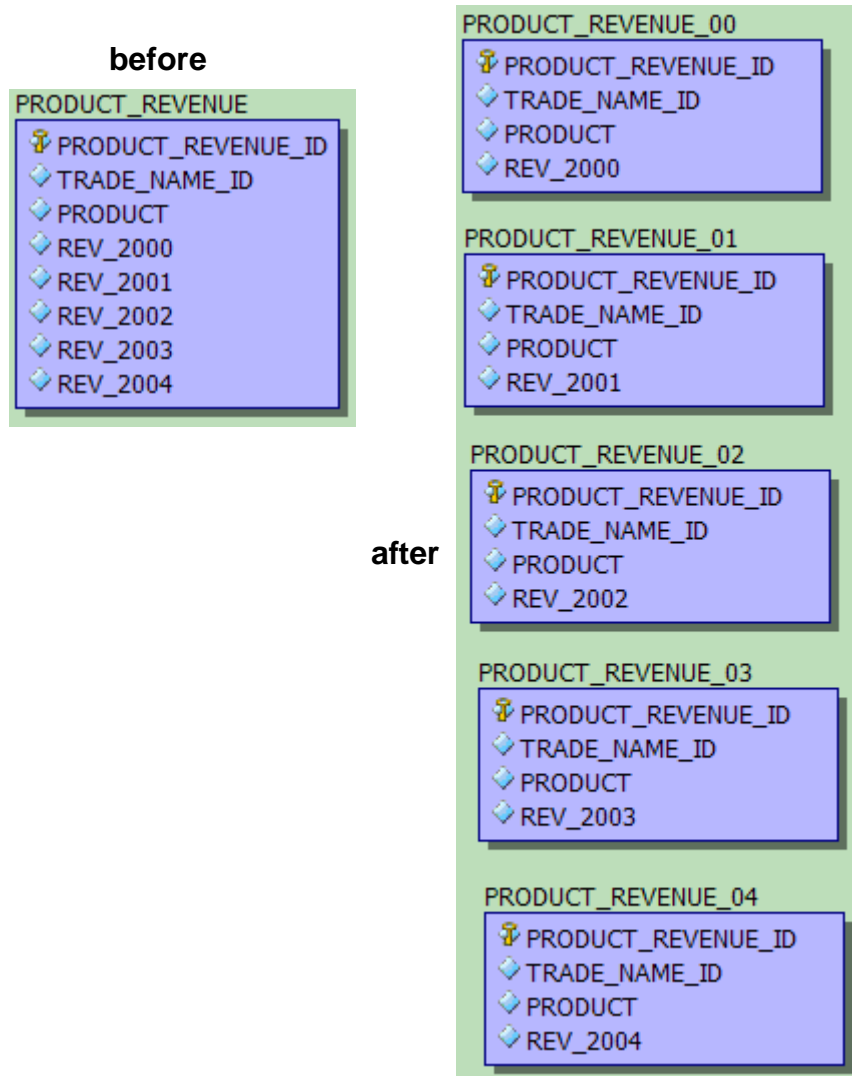 before
PRODUCT_REVENUE
PRODUCT_REVENUE_ID
TRADE_NAME_ID
PRODUCT
REV_2000
REV_2001
REV_2002
REV_2003
REV_2004
after
PRODUCT_REVENUE_00
PRODUCT_REVENUE_ID
TRADE_NAME_ID
PRODUCT
REV_2000
PRODUCT_REVENUE_01
PRODUCT_REVENUE_ID
TRADE_NAME_ID
PRODUCT
REV_2001
PRODUCT_REVENUE_02
PRODUCT_REVENUE_ID
TRADE_NAME_ID
PRODUCT
REV_2002
PRODUCT_REVENUE_03
PRODUCT_REVENUE_ID
TRADE_NAME_ID
PRODUCT
REV_2003
PRODUCT_REVENUE_04
PRODUCT_REVENUE_ID
TRADE_NAME_ID
PRODUCT
REV_2004